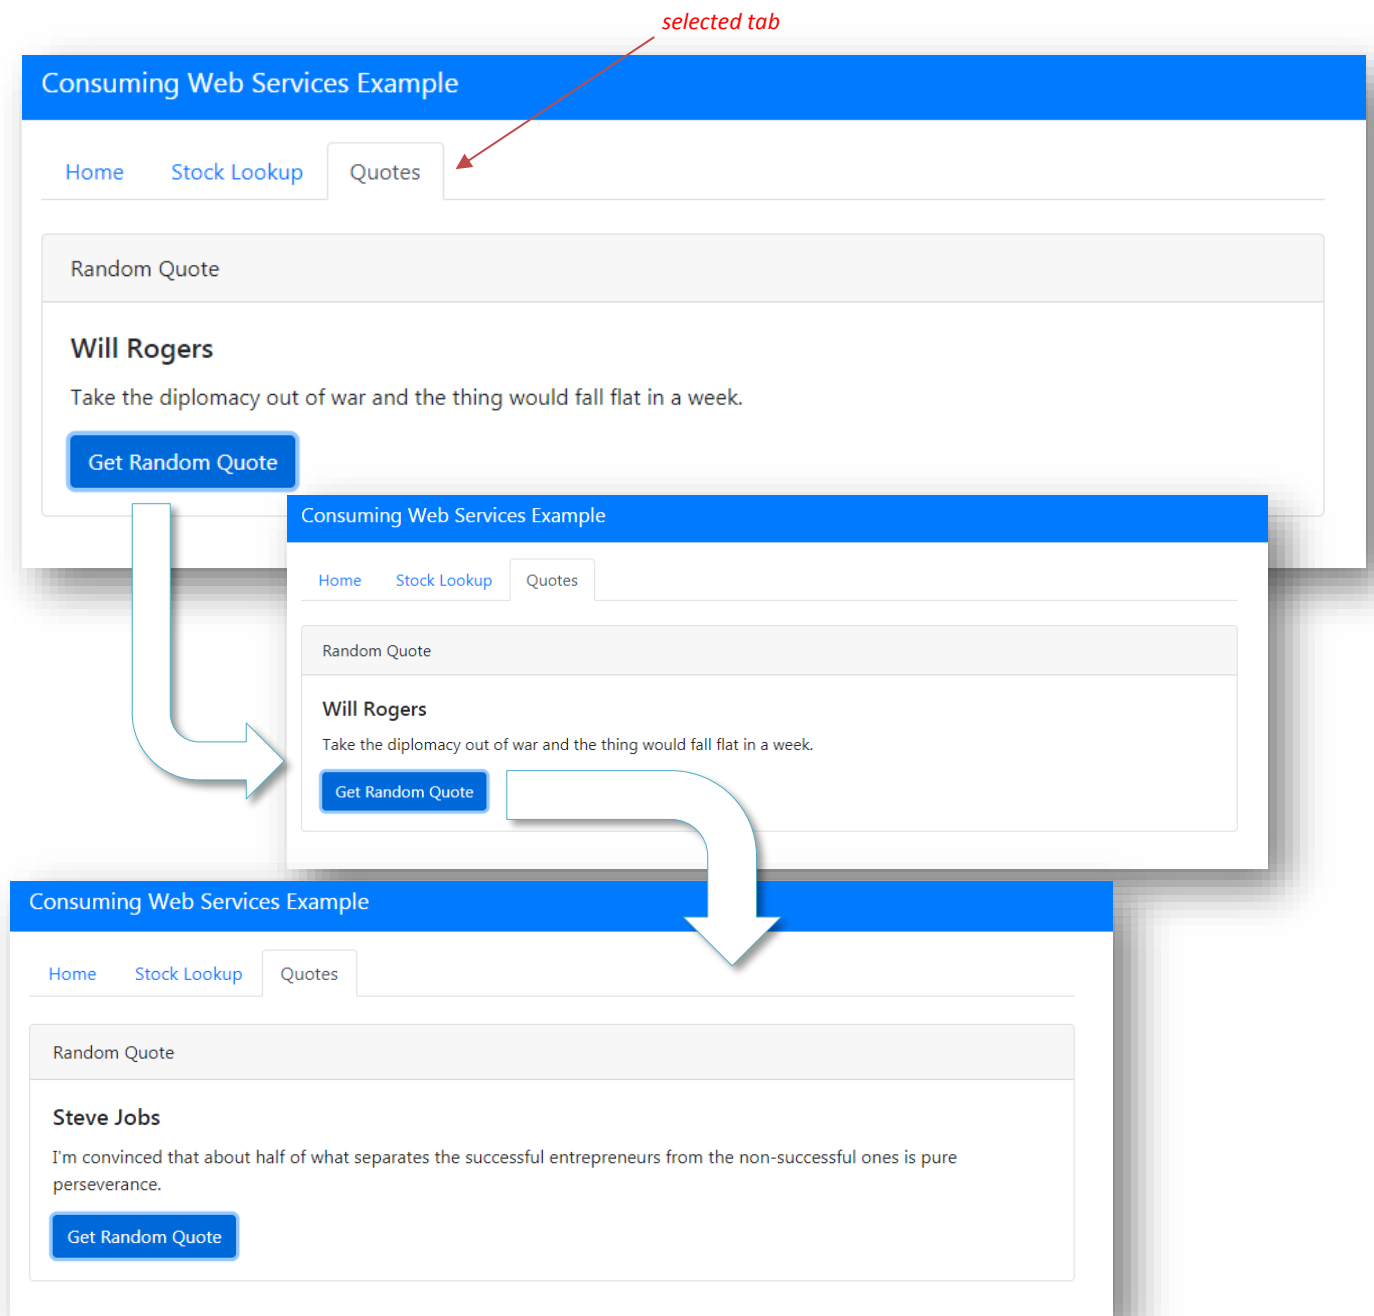 selected tab
Consuming Web Services Example
Home Stock Lookup Quotes
Random Quote
Will Rogers
Take the diplomacy out of war and the thing would fall flat in a week.
Get Random Quote
Consuming Web Services Example
Home Stock Lookup Quotes
Random Quote
Will Rogers
Take the diplomacy out of war and the thing would fall flat in a week.
Get Random Quote
Consuming Web Services Example
Home Stock Lookup Quotes
Random Quote
Steve Jobs
I'm convinced that about half of what separates the successful entrepreneurs from the non-successful ones is pure
perseverance.
Get Random Quote